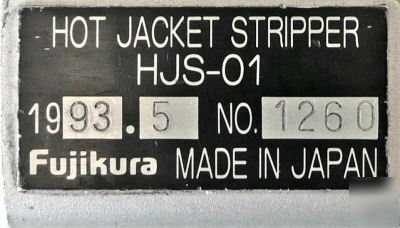 HOT JACKET STRIPPER
HJS-01
1993.5 NO. 1260
Fujikura MADE IN JAPAN